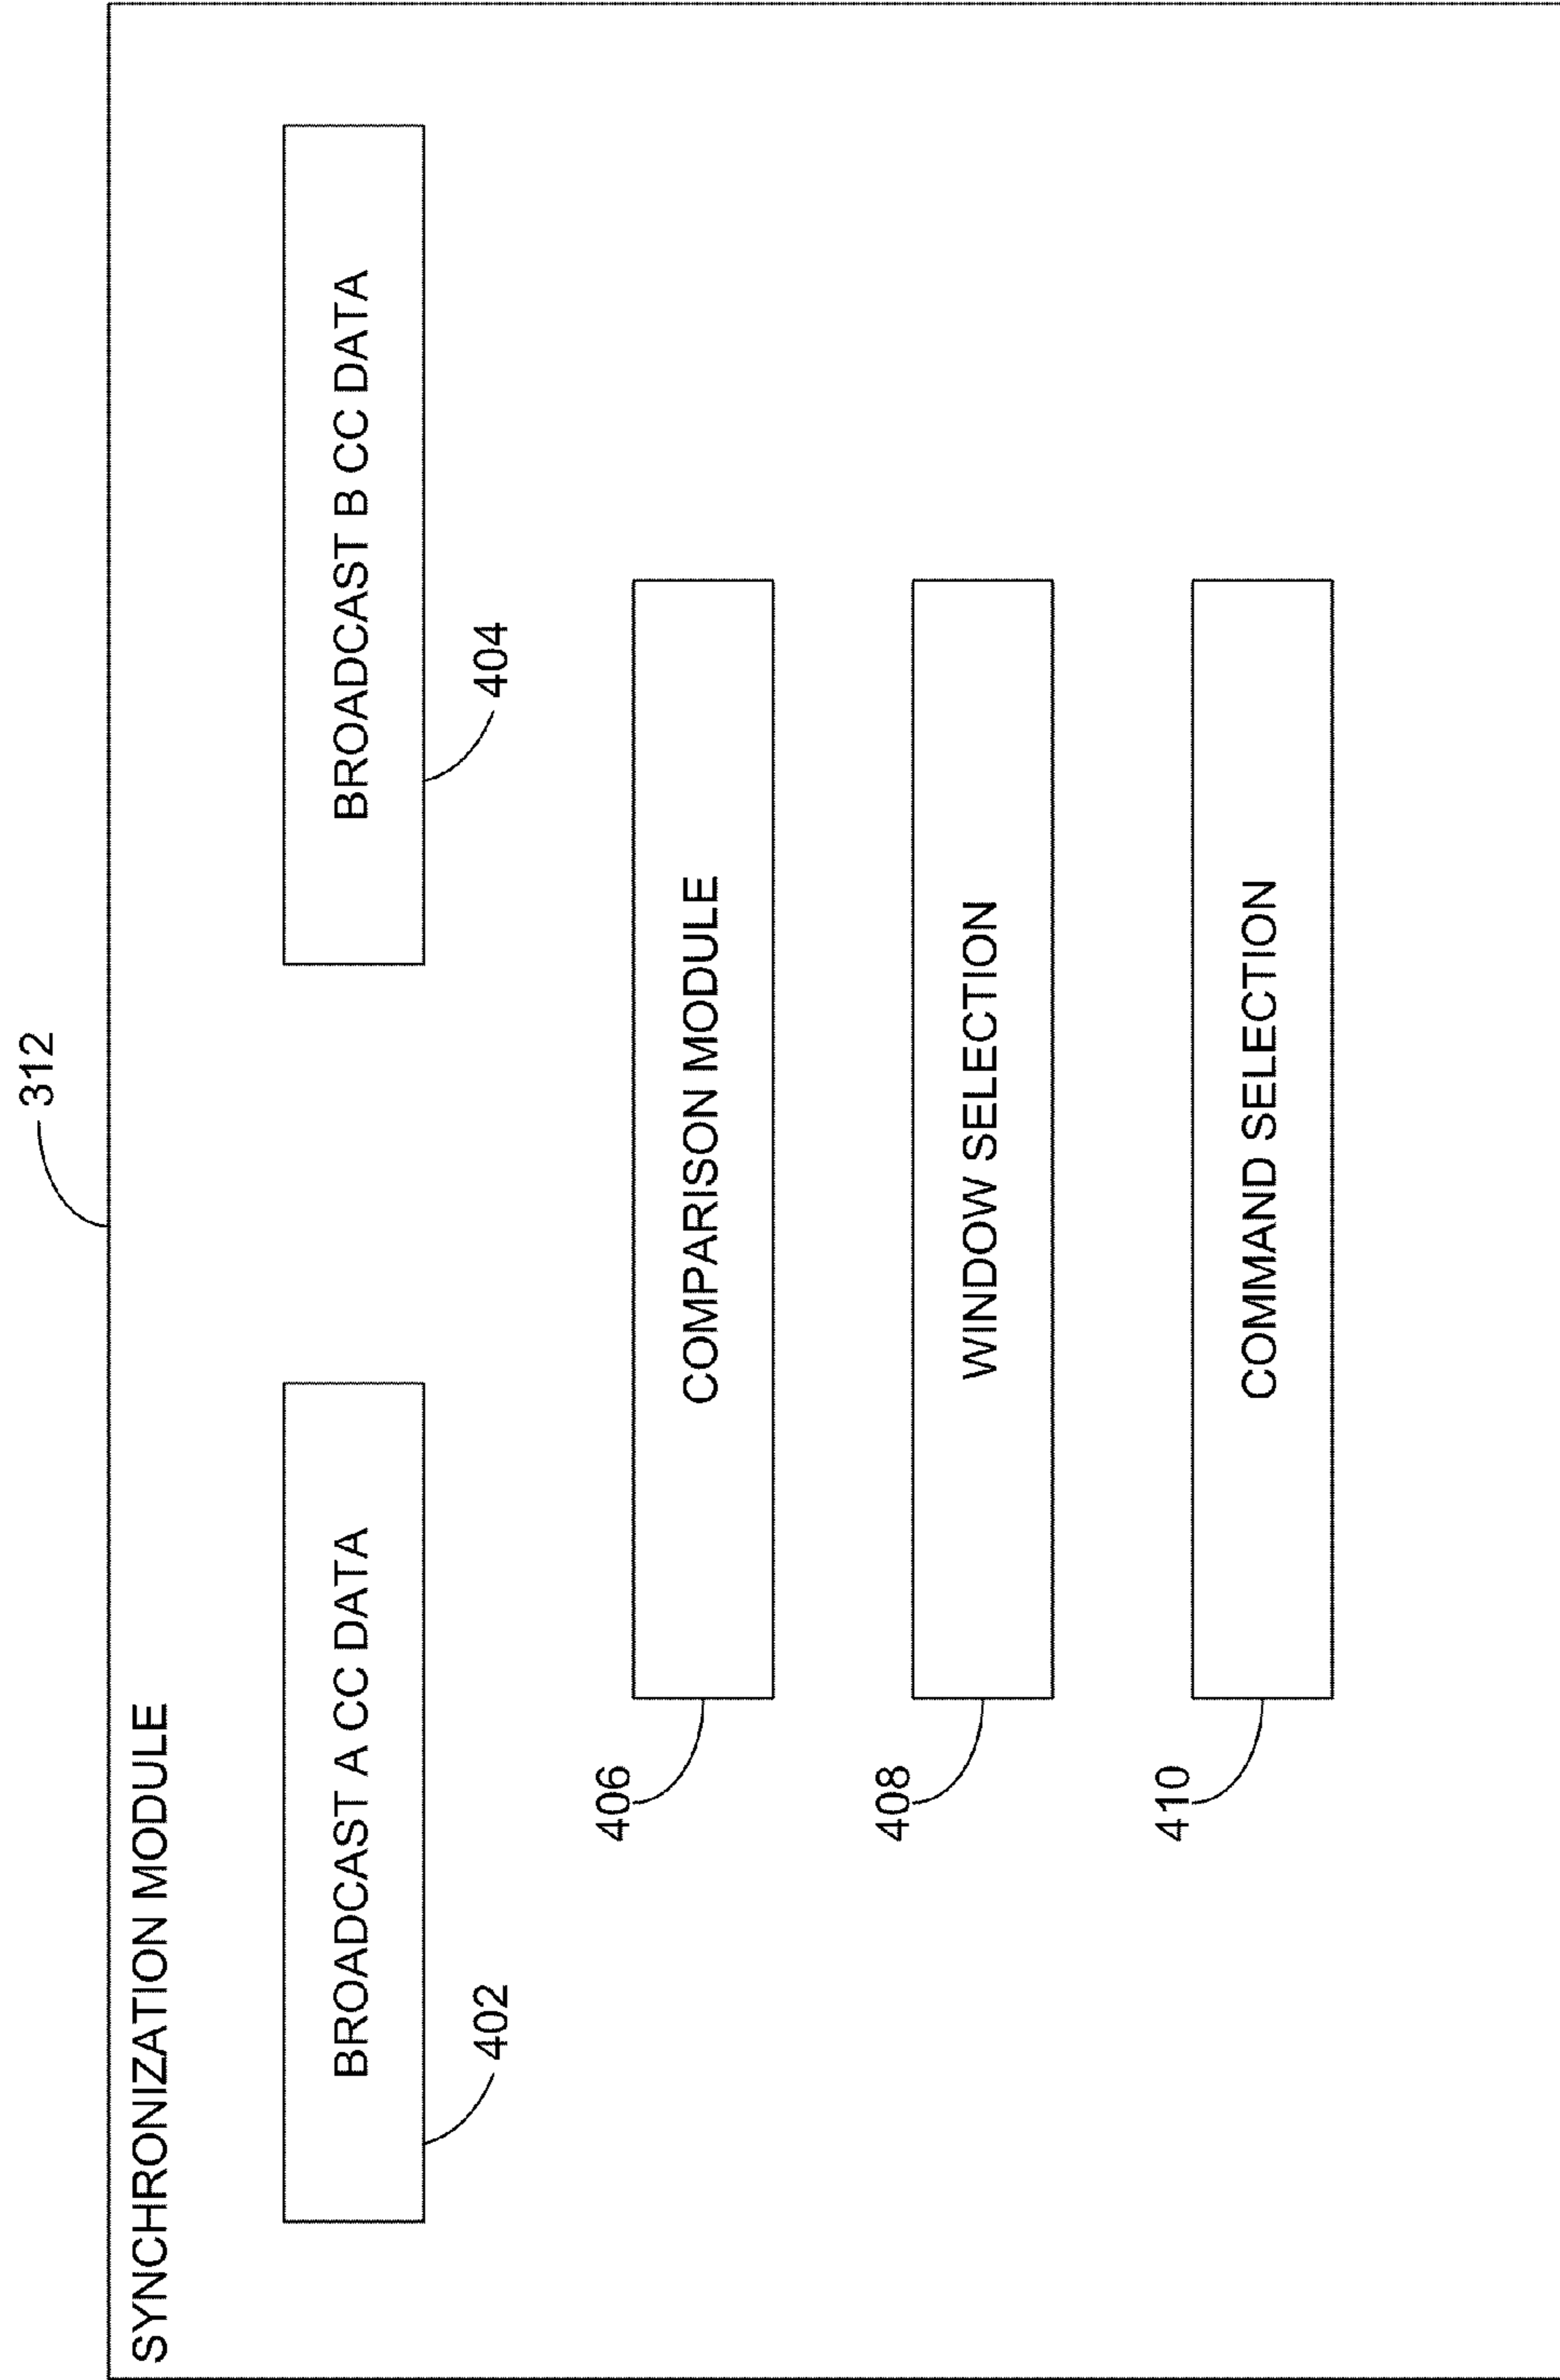 312
SYNCHRONIZATION MODULE
BROADCAST A CC DATA
BROADCAST B CC DATA
402
404
COMPARISON MODULE
406
WINDOW SELECTION
408
COMMAND SELECTION
410